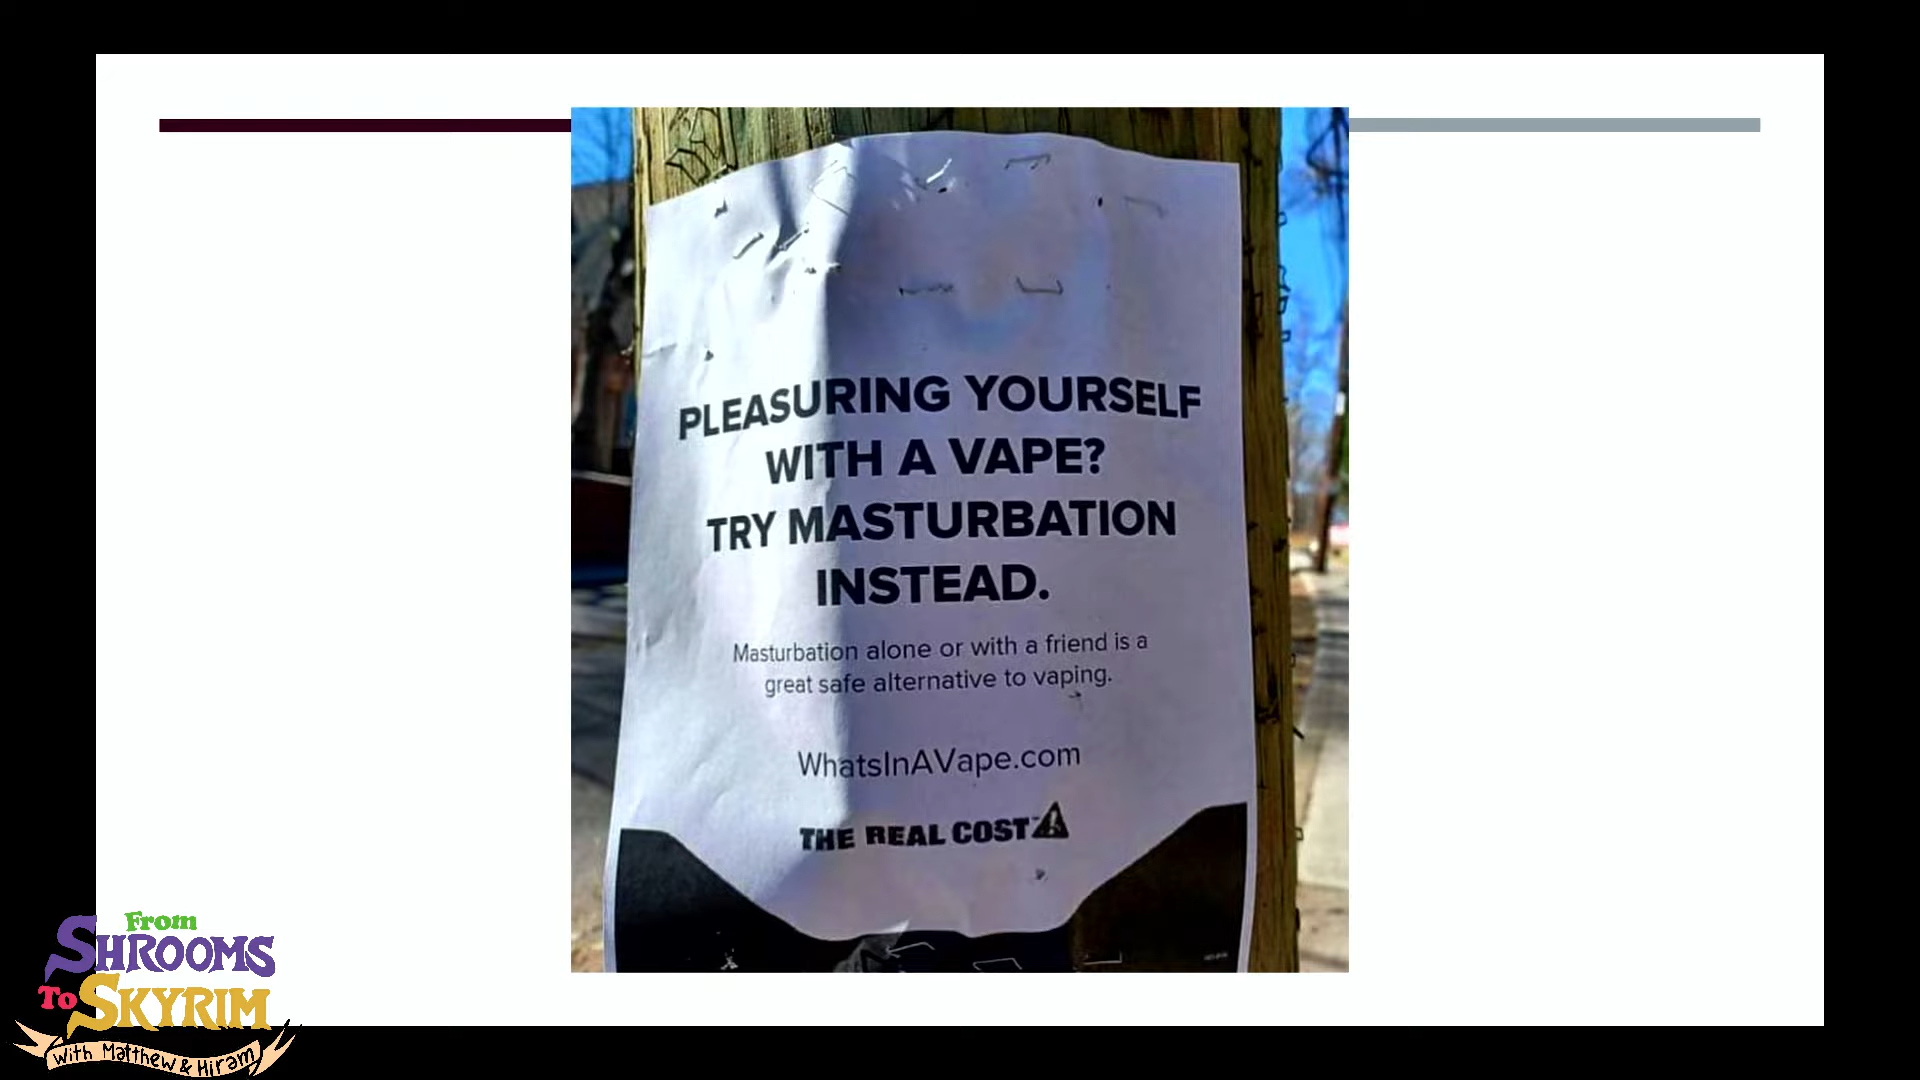 PLEASURING YOURSELF
WITH A VAPE?
TRY MASTURBATION
INSTEAD.
Masturbation alone or with a friend is a
great safe alternative to vaping.
WhatsInAVape.com
THE REAL COST
From
SHROOMS
To SKYRIM
With Matthew & Hiram